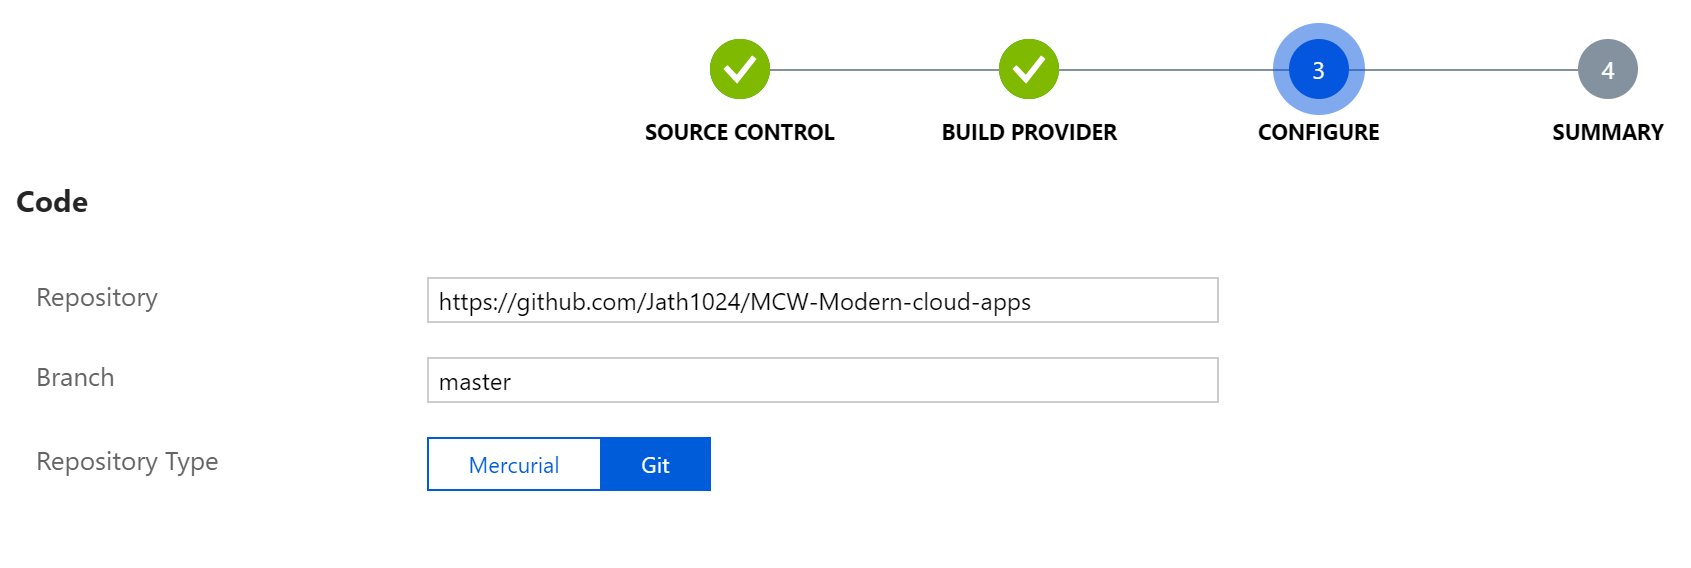 3
4
SOURCE CONTROL
BUILD PROVIDER
CONFIGURE
SUMMARY
Code
Repository
https://github.com/Jath1024/MCW-Modern-cloud-apps
Branch
master
Repository Type
Mercurial
Git